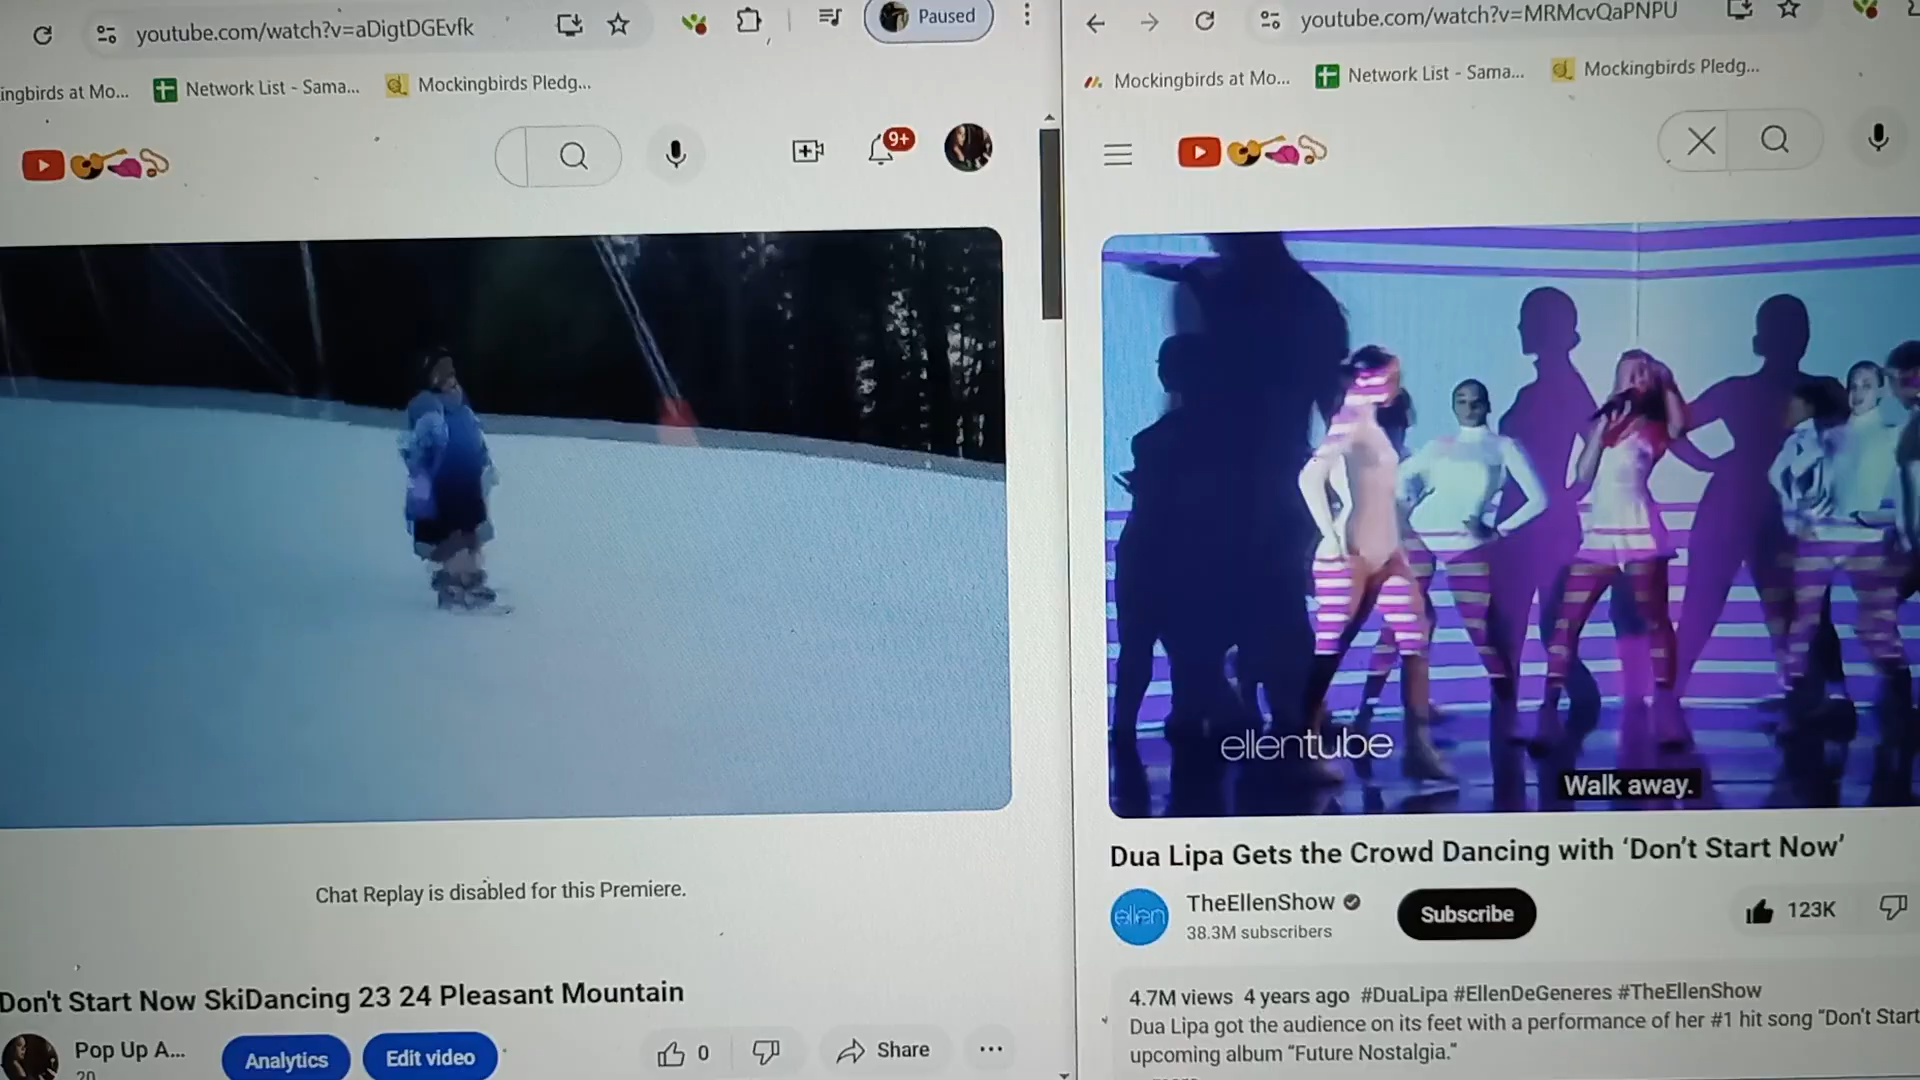 youtube.com/watch?v=aDigtDGEvfk
Paused
ingbirds at Mo...
Network List - Sama...
Mockingbirds Pledg...
9+
Chat Replay is disabled for this Premiere.
Don't Start Now SkiDancing 23 24 Pleasant Mountain
Pop Up A...
20
Analytics
Edit video
0
Share
youtube.com/watch?v=MRMcvQaPNPU
Mockingbirds at Mo...
Network List - Sama...
Mockingbirds Pledg...
ellentube
Walk away.
Dua Lipa Gets the Crowd Dancing with ‘Don’t Start Now’
ellen
TheEllenShow
38.3M subscribers
Subscribe
123K
4.7M views 4 years ago #DuaLipa #EllenDeGeneres #TheEllenShow
Dua Lipa got the audience on its feet with a performance of her #1 hit song “Don't Start
upcoming album “Future Nostalgia.”